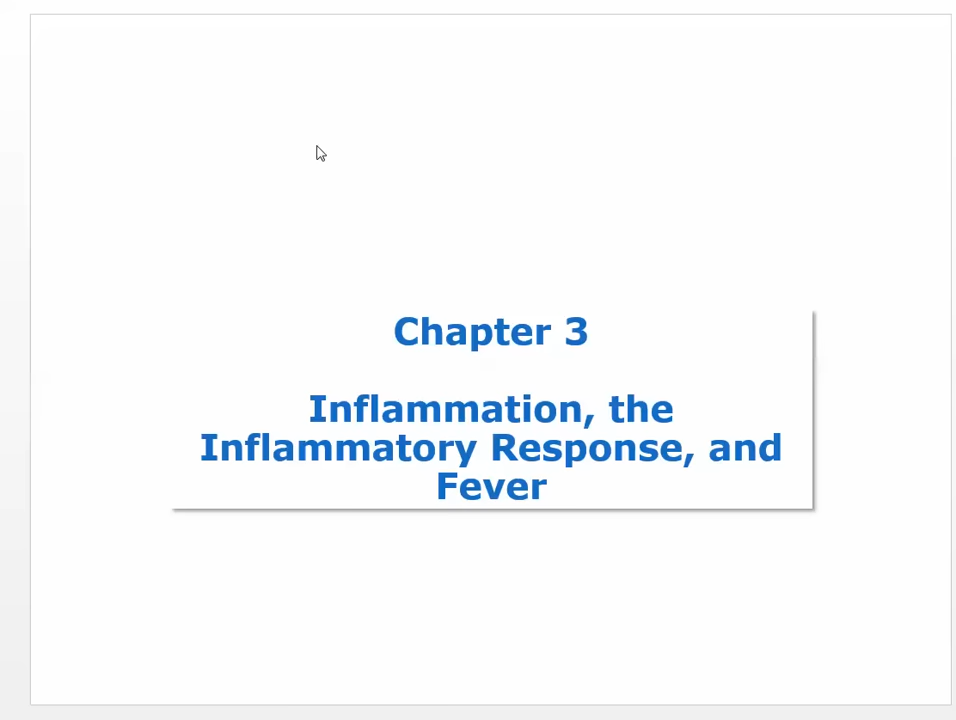 Chapter 3
Inflammation, the
Inflammatory Response, and
Fever